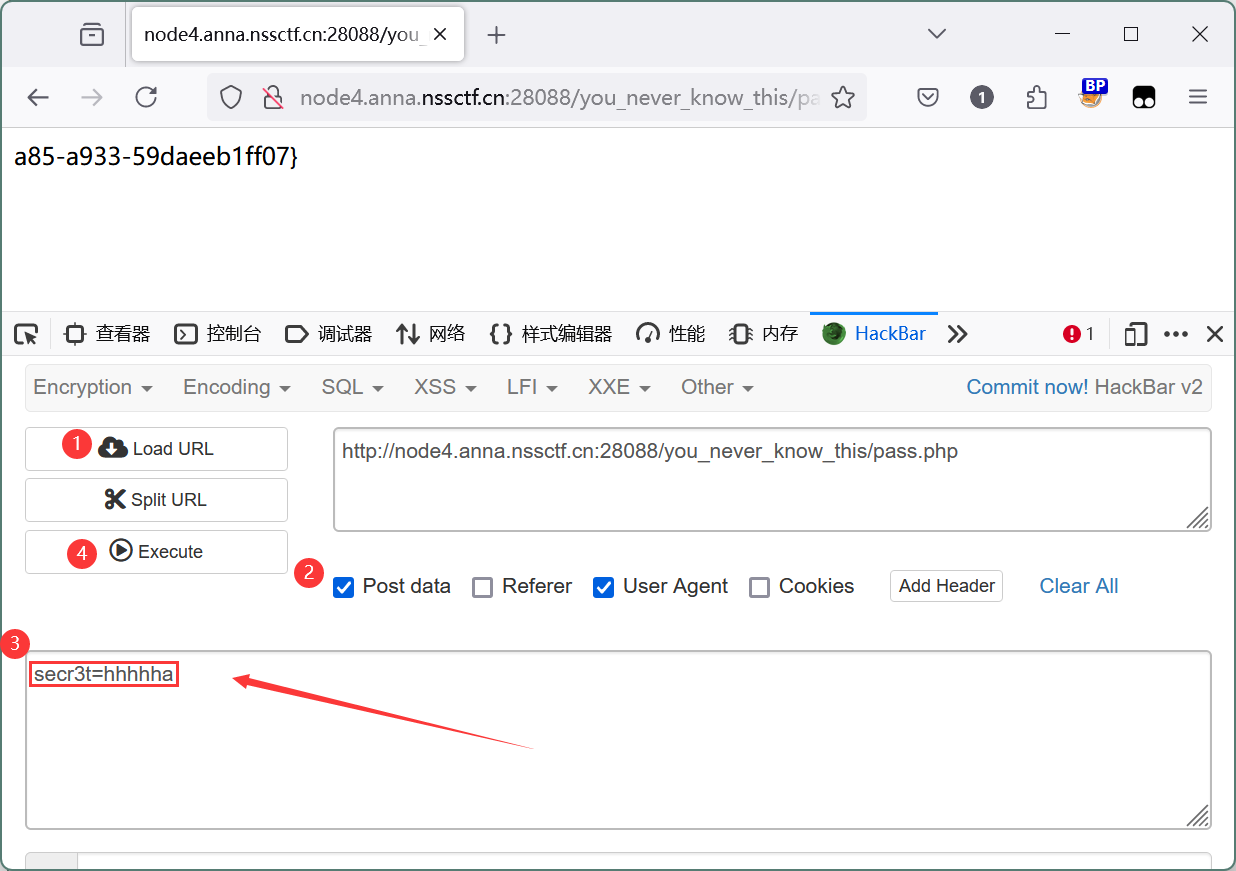 node4.anna.nssctf.cn:28088/you_
node4.anna.nssctf.cn:28088/you_never_know_this/pa
1
BP
a85-a933-59daeeb1ff07}
查看器 控制台 调试器 网络 {} 样式编辑器 性能 内存 HackBar 1
Encryption Encoding SQL XSS LFI XXE Other Commit now! HackBar v2
1 Load URL
http://node4.anna.nssctf.cn:28088/you_never_know_this/pass.php
Split URL
4 Execute
2 Post data Referer User Agent Cookies Add Header Clear All
3
secr3t=hhhhhha